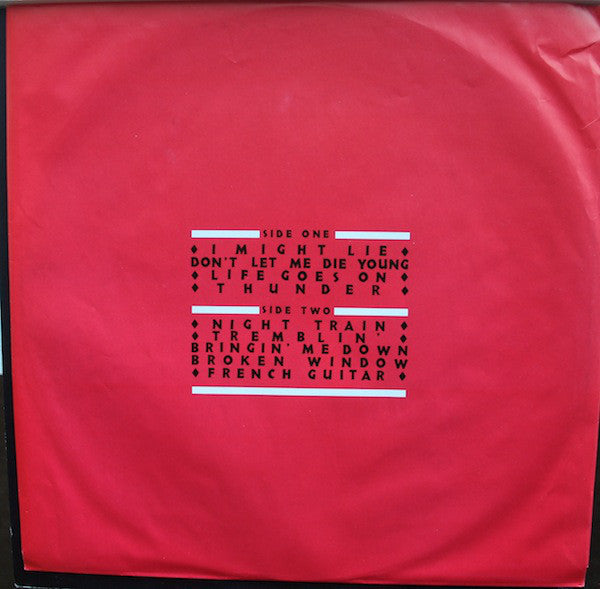 SIDE ONE
♦ I MIGHT LIE ♦
DON'T LET ME DIE YOUNG
♦ LIFE GOES ON ♦
♦ THUNDER ♦
SIDE TWO
♦ NIGHT TRAIN ♦
♦ TREMBLIN' ♦
BRINGIN' ME DOWN
BROKEN WINDOW
♦ FRENCH GUITAR ♦